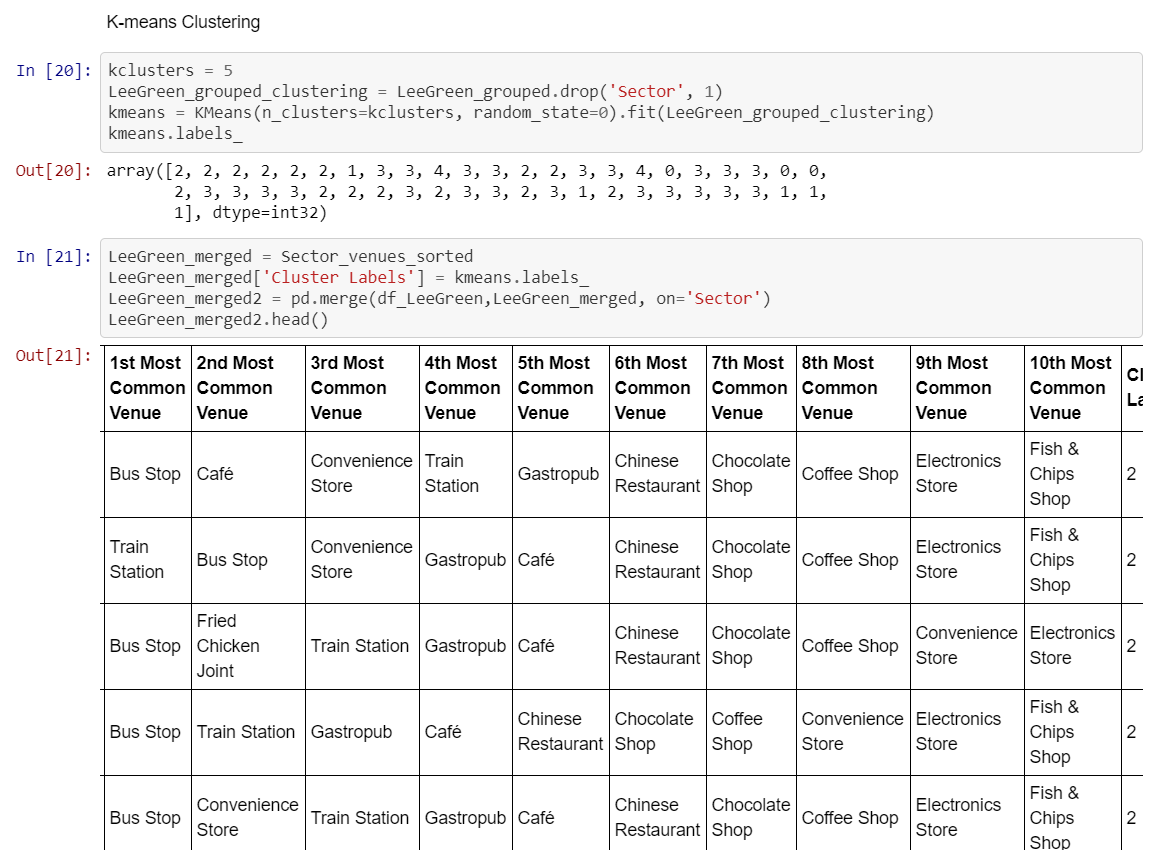 K-means Clustering
In [20]: kclusters = 5
LeeGreen_grouped_clustering = LeeGreen_grouped.drop('Sector', 1)
kmeans = KMeans(n_clusters=kclusters, random_state=0).fit(LeeGreen_grouped_clustering)
kmeans.labels_
Out[20]: array([2, 2, 2, 2, 2, 2, 1, 3, 3, 4, 3, 3, 2, 2, 3, 3, 4, 0, 3, 3, 3, 0, 0,
2, 3, 3, 3, 3, 2, 2, 2, 3, 2, 3, 3, 2, 3, 1, 2, 3, 3, 3, 3, 3, 1, 1,
1], dtype=int32)
In [21]: LeeGreen_merged = Sector_venues_sorted
LeeGreen_merged['Cluster Labels'] = kmeans.labels_
LeeGreen_merged2 = pd.merge(df_LeeGreen,LeeGreen_merged, on='Sector')
LeeGreen_merged2.head()
Out[21]:
1st Most 2nd Most 3rd Most 4th Most 5th Most 6th Most 7th Most 8th Most 9th Most 10th Most
Common Common Common Common Common Common Common Common Common Common
Venue Venue Venue Venue Venue Venue Venue Venue Venue Venue
Bus Stop Café Convenience Store Train Station Gastropub Chinese Restaurant Chocolate Shop Coffee Shop Electronics Store Fish & Chips Shop 2
Train Station Bus Stop Convenience Store Gastropub Café Chinese Restaurant Chocolate Shop Coffee Shop Electronics Store Fish & Chips Shop 2
Bus Stop Fried Chicken Joint Train Station Gastropub Café Chinese Restaurant Chocolate Shop Coffee Shop Convenience Store Electronics Store 2
Bus Stop Train Station Gastropub Café Chinese Restaurant Chocolate Shop Coffee Shop Convenience Store Electronics Store Fish & Chips Shop 2
Bus Stop Convenience Store Train Station Gastropub Café Chinese Restaurant Chocolate Shop Coffee Shop Electronics Store Fish & Chips Shop 2